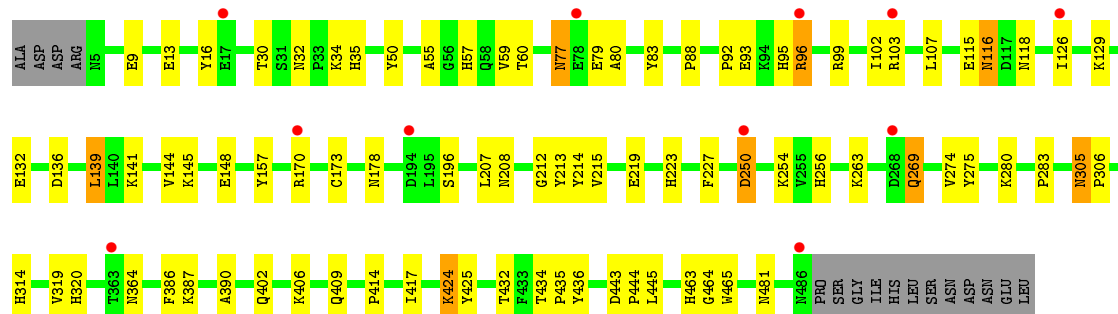 ALA ASP ASP ARG N5 E9 E13 Y16 E17 T30 S31 N32 P33 K34 H35 Y50 A55 G56 H57 Q58 V59 T60 N77 E78 E79 A80 Y83 P88 P92 E93 K94 H95 R96 R99 I102 R103 L107 E115 N116 D117 N118 I126 K129
E132 D136 L139 L140 K141 V144 K145 E148 Y157 R170 C173 N178 D194 L195 S196 L207 N208 G212 Y213 Y214 V215 E219 H223 F227 D250 K254 V255 H256 K263 D268 Q269 V274 Y275 K280 P283 N305 P306
H314 V319 H320 T363 N364 F386 K387 A390 Q402 K406 Q409 P414 I417 K424 Y425 T432 F433 T434 P435 Y436 D443 P444 L445 H463 G464 W465 N481 N486 PRO SER GLY ILE HIS LEU SER ASN ASP ASN GLU LEU